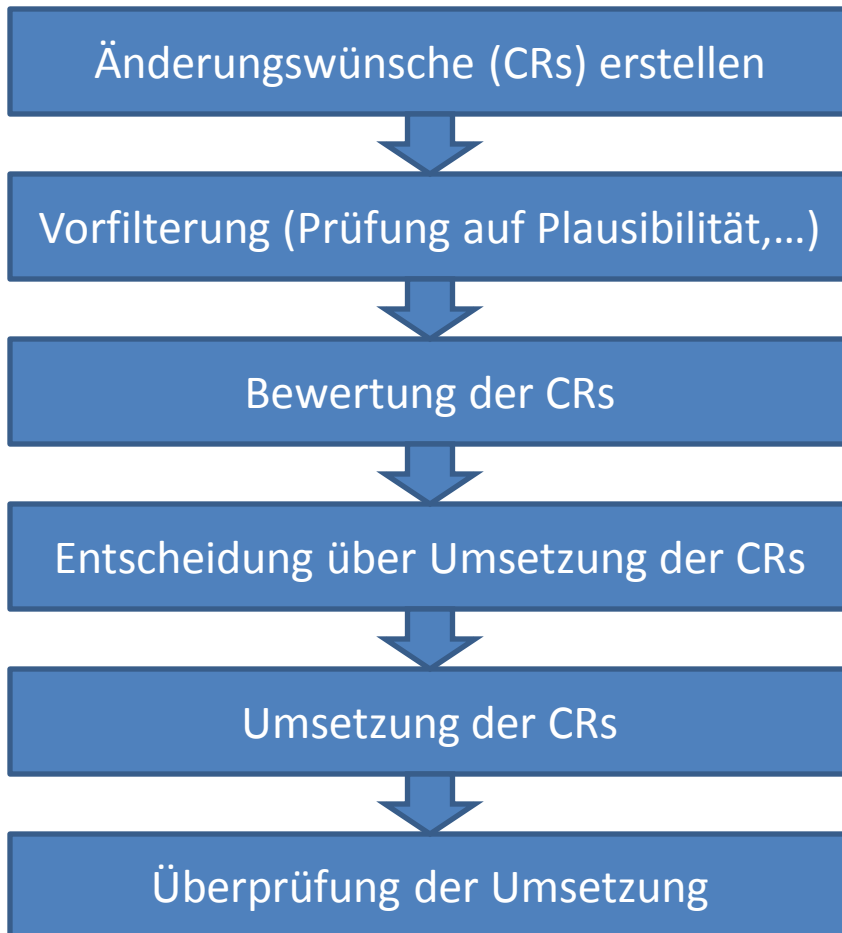 Änderungswünsche (CRs) erstellen
Vorfilterung (Prüfung auf Plausibilität,...)
Bewertung der CRs
Entscheidung über Umsetzung der CRs
Umsetzung der CRs
Überprüfung der Umsetzung